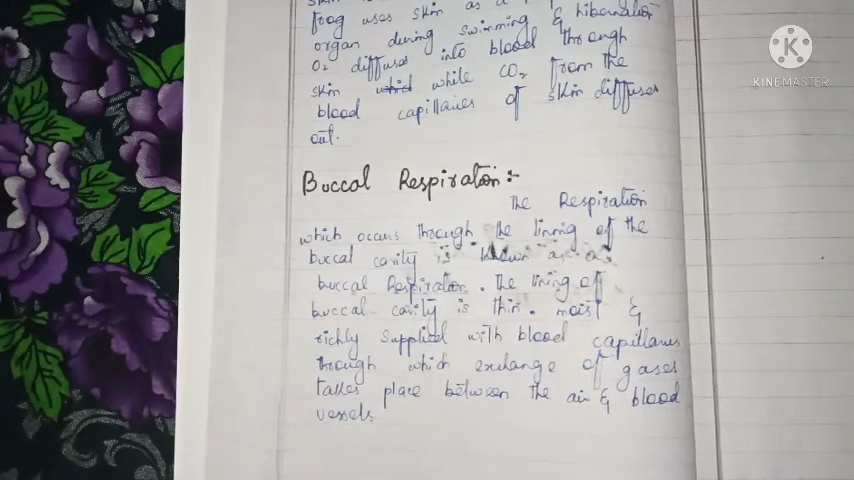 skin
frog uses skin as a
organ during swimming & hibernation
O2 diffuses into blood through
skin which while CO2 from the
blood capillaries of skin diffuses
out.
Buccal Respiration:-
The Respiration
which occurs through the lining of the
buccal cavity is known as a
buccal Respiration. The lining of
buccal cavity is thin. moist &
richly supplied with blood capillaries
through which exchange of gases
takes place between the air & blood
vessels
KINEMASTER